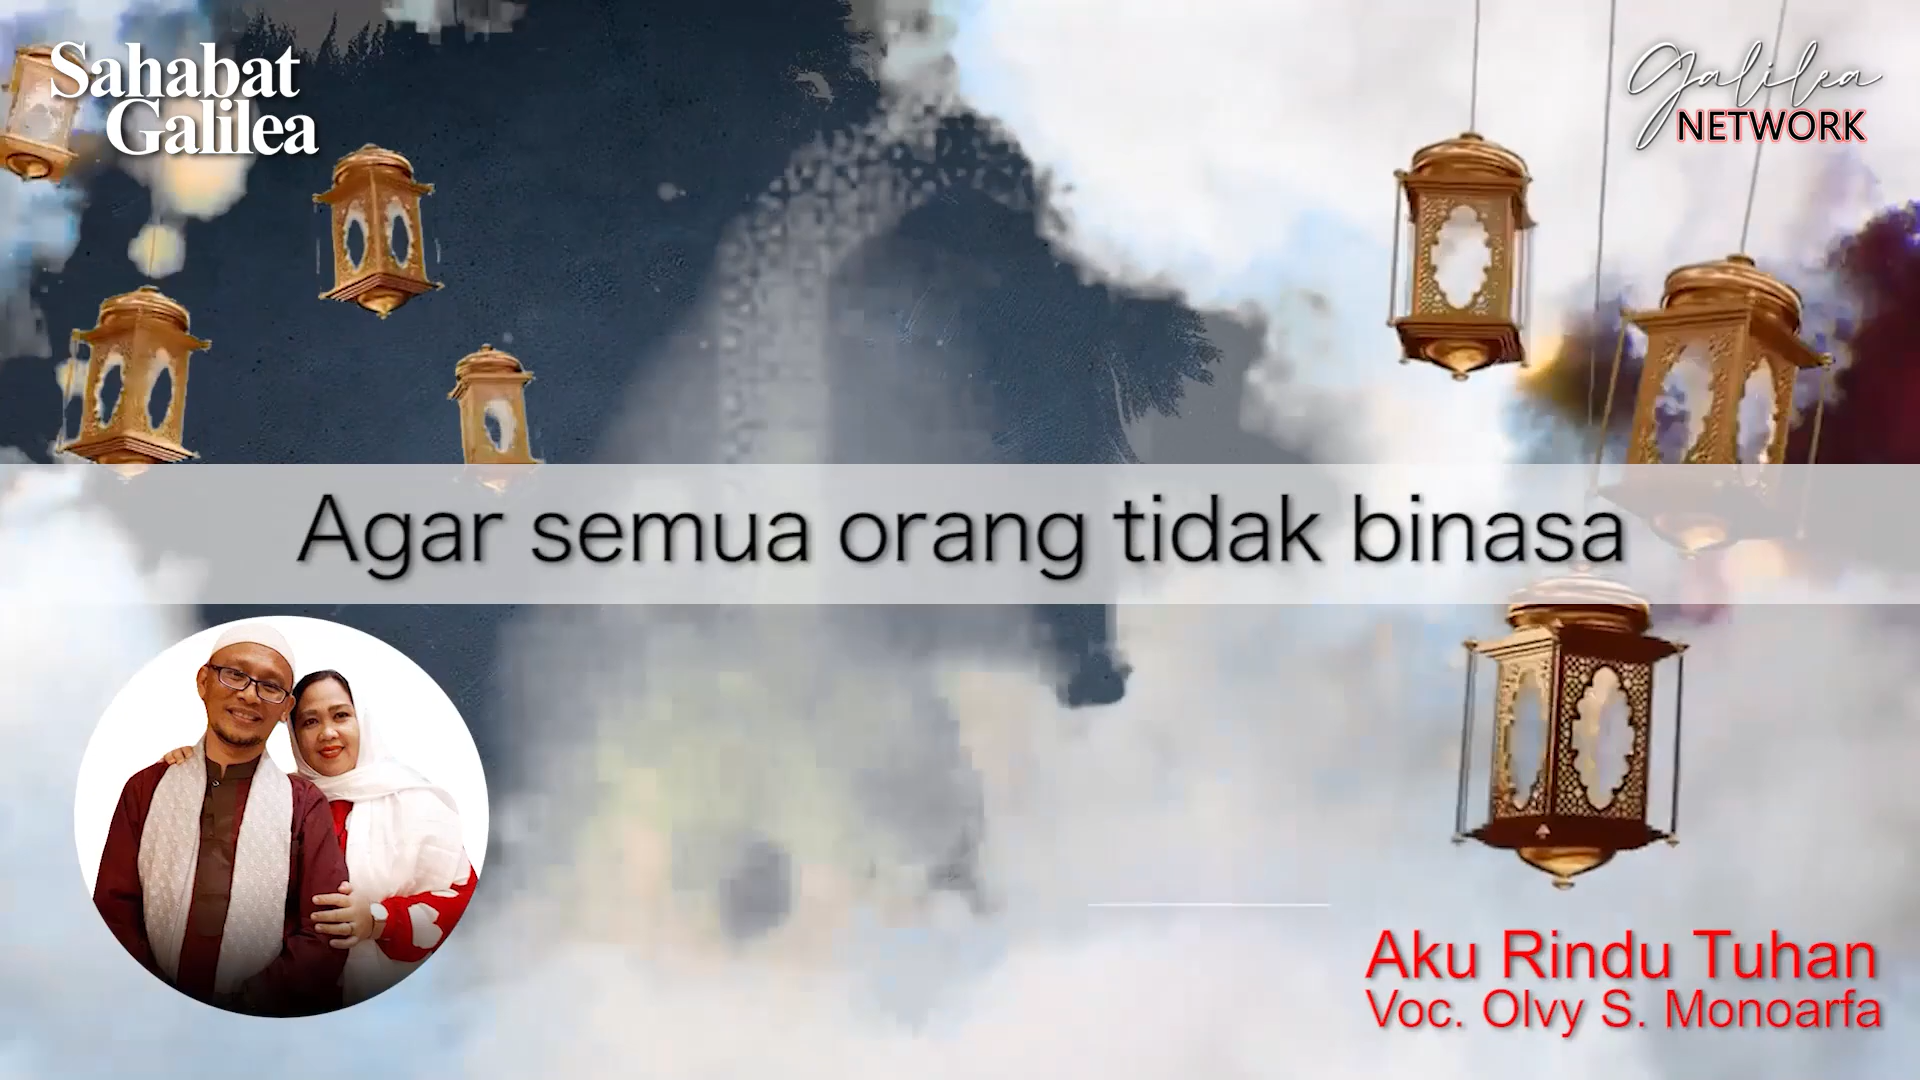 Sahabat
Galilea
Galilea
NETWORK
Agar semua orang tidak binasa
Aku Rindu Tuhan
Voc. Olvy S. Monoarfa